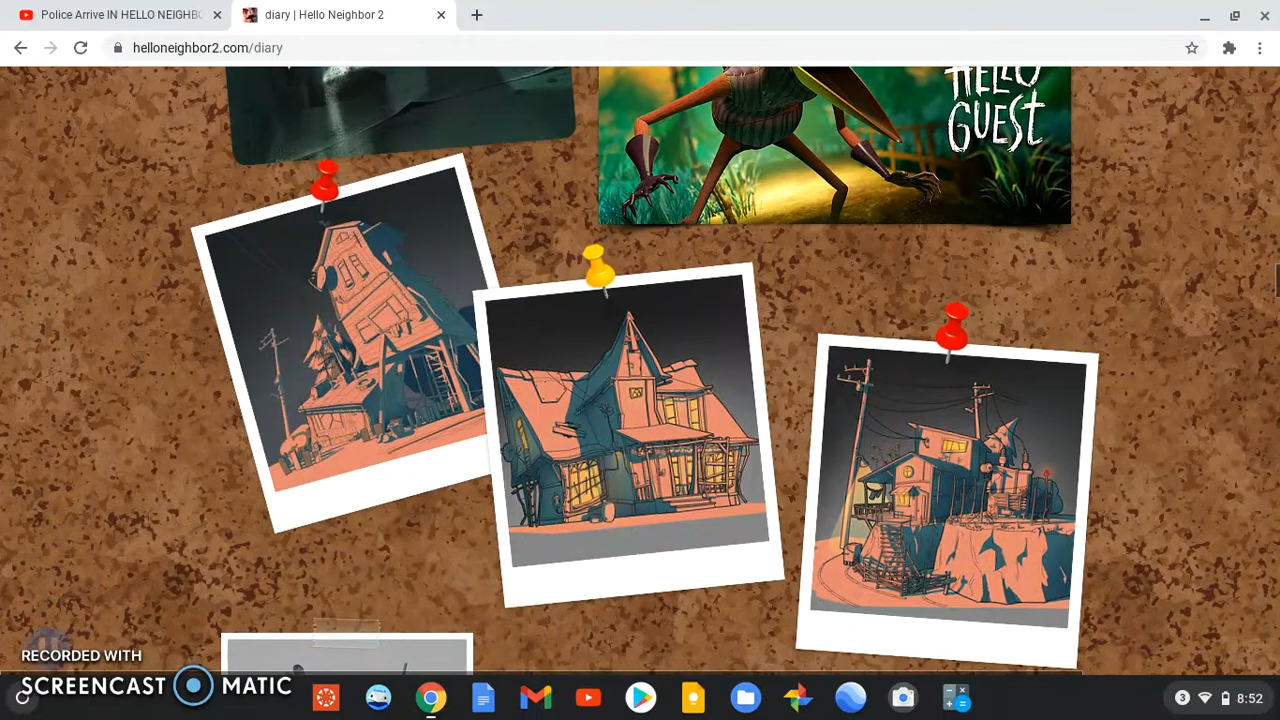 Police Arrive IN HELLO NEIGHBO
diary | Hello Neighbor 2
helloneighbor2.com/diary
HELLO
GUEST
RECORDED WITH
SCREENCAST MATIC
3
8:52